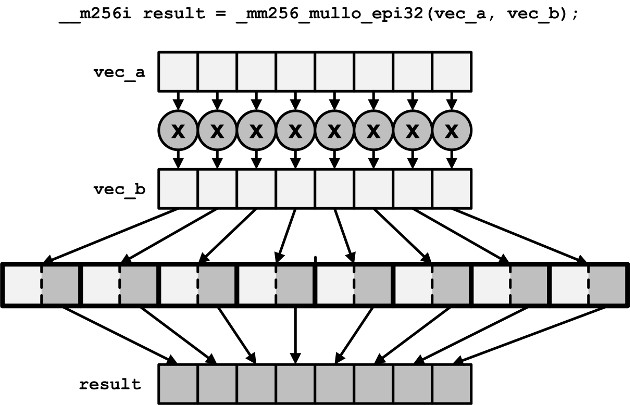 __m256i result = _mm256_mullo_epi32(vec_a, vec_b);
vec_a
x x x x x x x x
vec_b
result